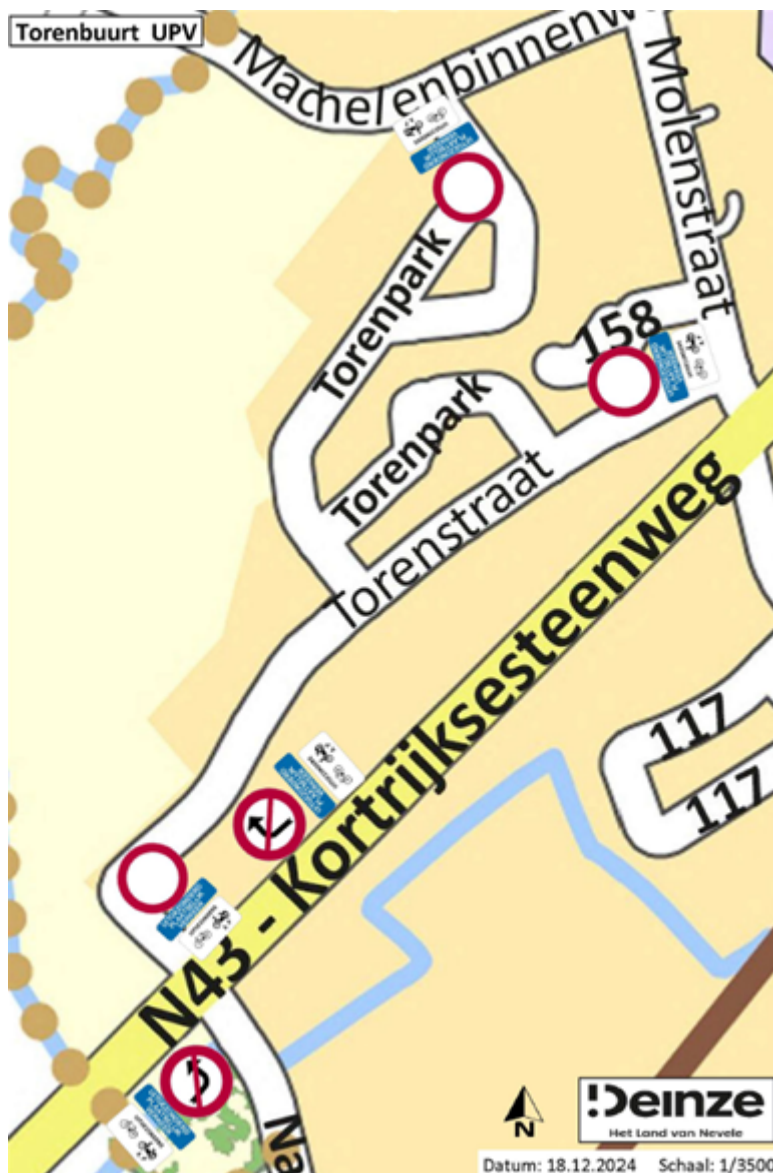 Torenbuurt UPV
Machelenbinnenw
Molenstraat
Torenpark
158
Torenpark
Torenstraat
N43 - Kortrijksesteenweg
117
117
Na
N
Deinze
Het Land van Nevele
Datum: 18.12.2024 Schaal: 1/3500